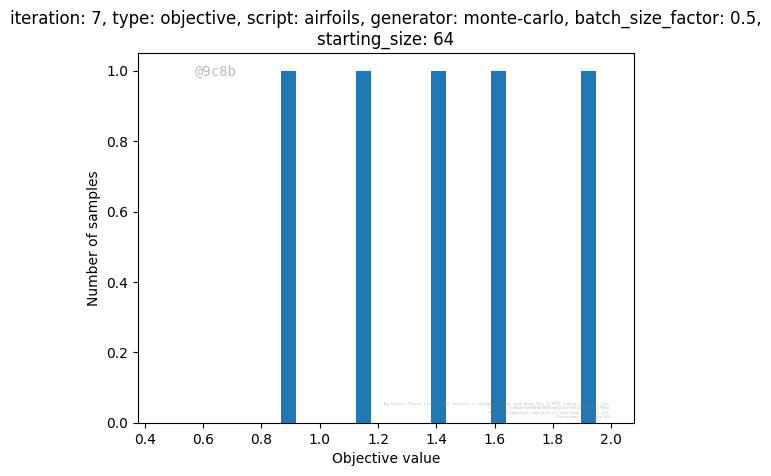 iteration: 7, type: objective, script: airfoils, generator: monte-carlo, batch_size_factor: 0.5,
starting_size: 64
@9c8b
1.0
0.8
0.6
0.4
0.2
0.0
Number of samples
0.4 0.6 0.8 1.0 1.2 1.4 1.6 1.8 2.0
Objective value